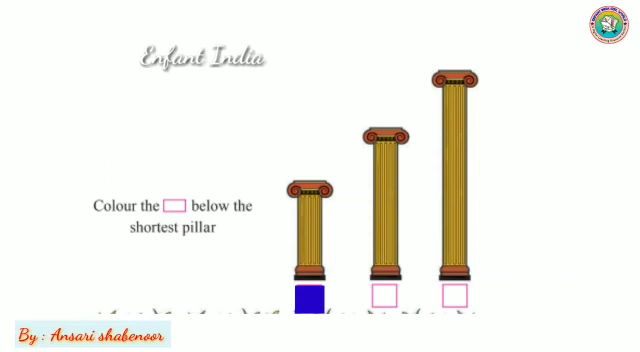 Enfant India
Colour the below the
shortest pillar
By : Ansari shabenoor